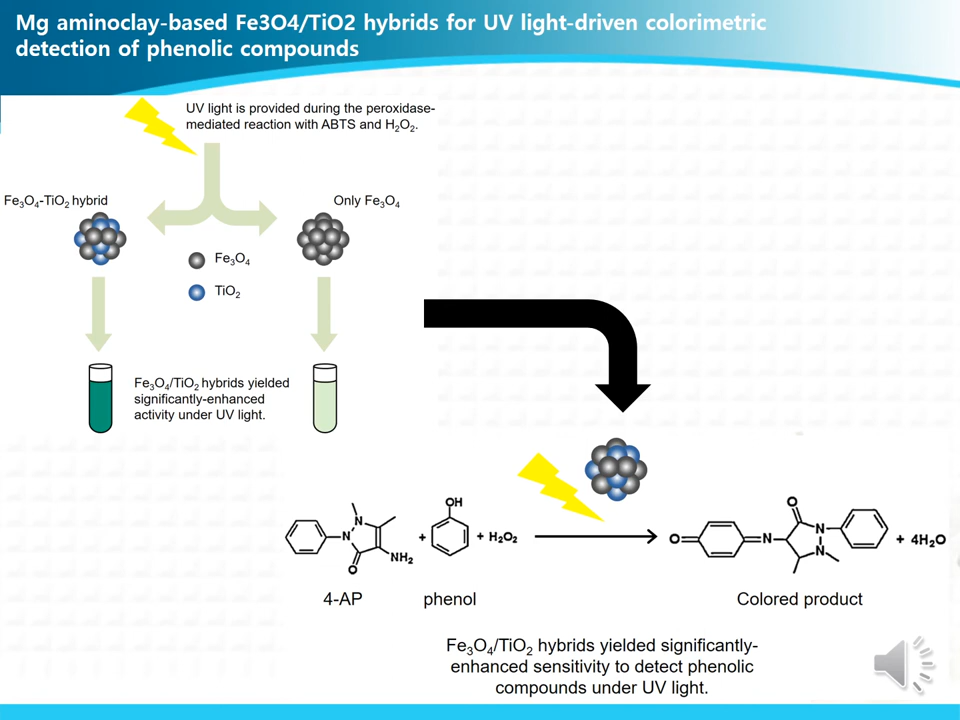 Mg aminoclay-based Fe3O4/TiO2 hybrids for UV light-driven colorimetric
detection of phenolic compounds
UV light is provided during the peroxidase-
mediated reaction with ABTS and H₂O₂.
Fe₃O₄-TiO₂ hybrid
Only Fe₃O₄
Fe₃O₄
TiO₂
Fe₃O₄/TiO₂ hybrids yielded
significantly-enhanced
activity under UV light.
OH
N
N
NH₂
O
+
+ H₂O₂
O
N
O
N
N
+ 4H₂O
4-AP
phenol
Colored product
Fe₃O₄/TiO₂ hybrids yielded significantly-
enhanced sensitivity to detect phenolic
compounds under UV light.